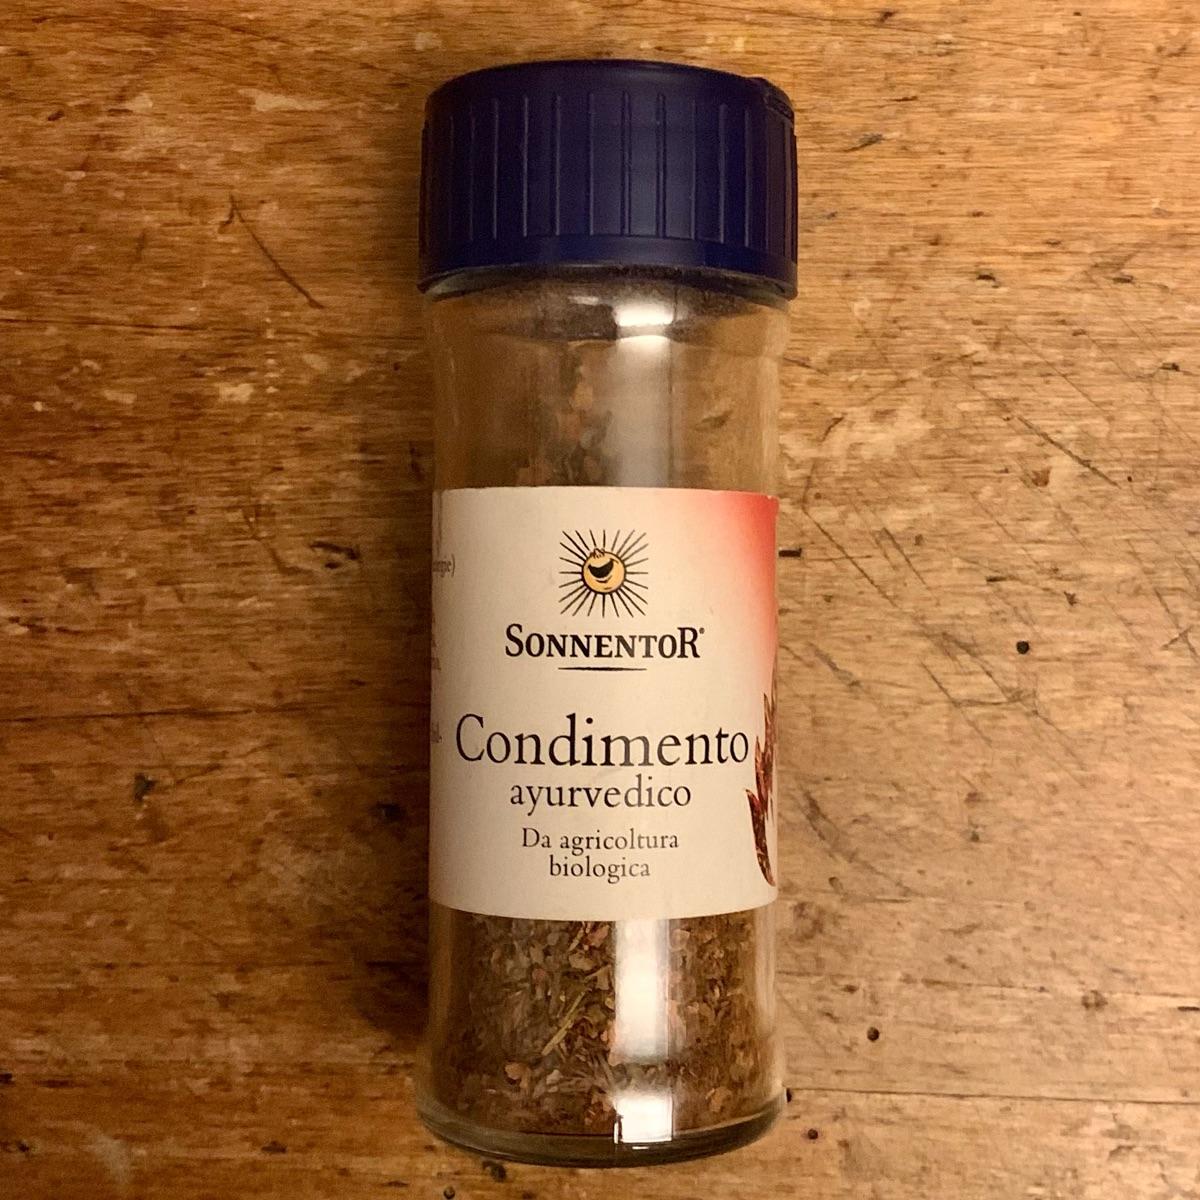 SONNENTOR®
Condimento
ayurvedico
Da agricoltura
biologica